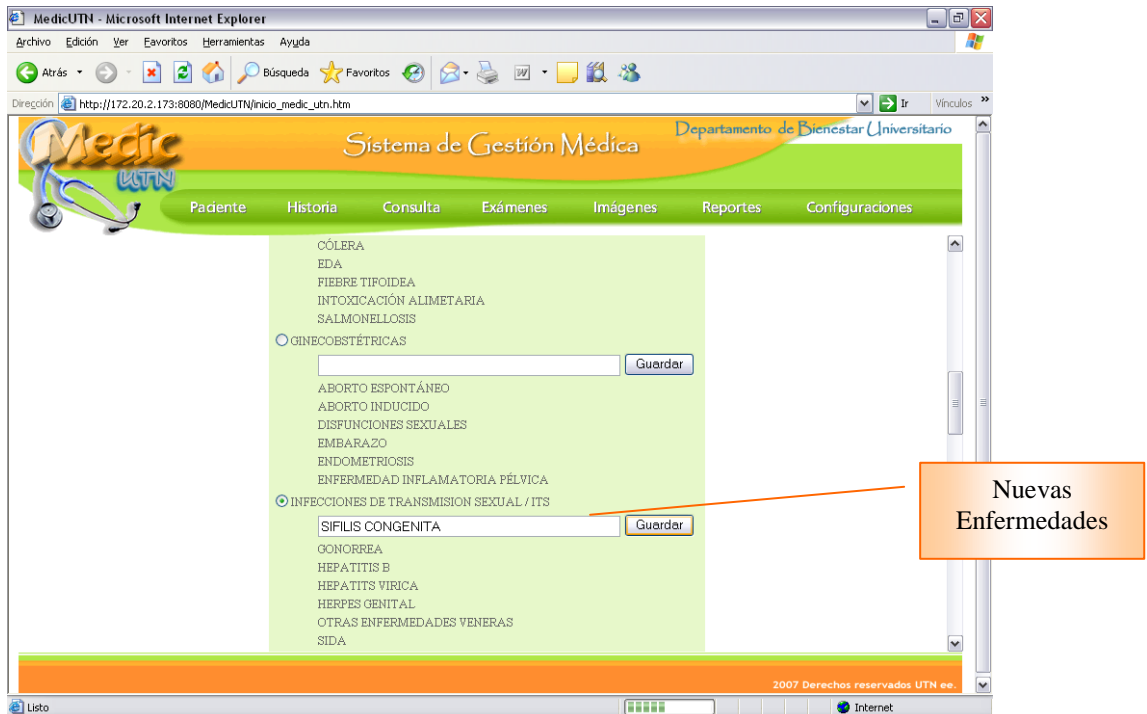 MedicUTN - Microsoft Internet Explorer
Archivo Edición Ver Favoritos Herramientas Ayuda
Atrás Búsqueda Favoritos
Dirección http://172.20.2.173:8080/MedicUTN/inicio_medic_utn.htm Ir Vínculos »
Medic
UTN
Sistema de Gestión Médica
Departamento de Bienestar Universitario
Paciente Historia Consulta Exámenes Imágenes Reportes Configuraciones
CÓLERA
EDA
FIEBRE TIFOIDEA
INTOXICACIÓN ALIMETARIA
SALMONELLOSIS
GINECOBSTÉTRICAS
Guardar
ABORTO ESPONTÁNEO
ABORTO INDUCIDO
DISFUNCIONES SEXUALES
EMBARAZO
ENDOMETRIOSIS
ENFERMEDAD INFLAMATORIA PÉLVICA
INFECCIONES DE TRANSMISION SEXUAL / ITS
SIFILIS CONGENITA Guardar
GONORREA
HEPATITIS B
HEPATITS VIRICA
HERPES GENITAL
OTRAS ENFERMEDADES VENERAS
SIDA
Nuevas
Enfermedades
2007 Derechos reservados UTN ee.
Listo Internet